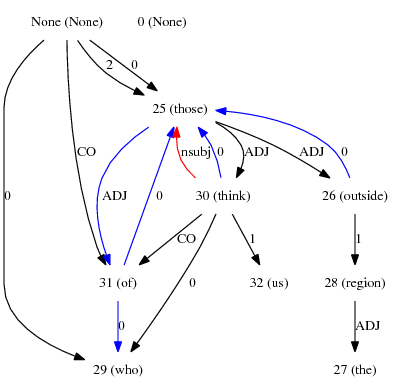 None (None) 0 (None)
2 0
25 (those)
CO nsubj 0 ADJ ADJ 0
0 ADJ 0 30 (think) 26 (outside)
CO 1 1
31 (of) 0 32 (us) 28 (region)
0 ADJ
29 (who) 27 (the)